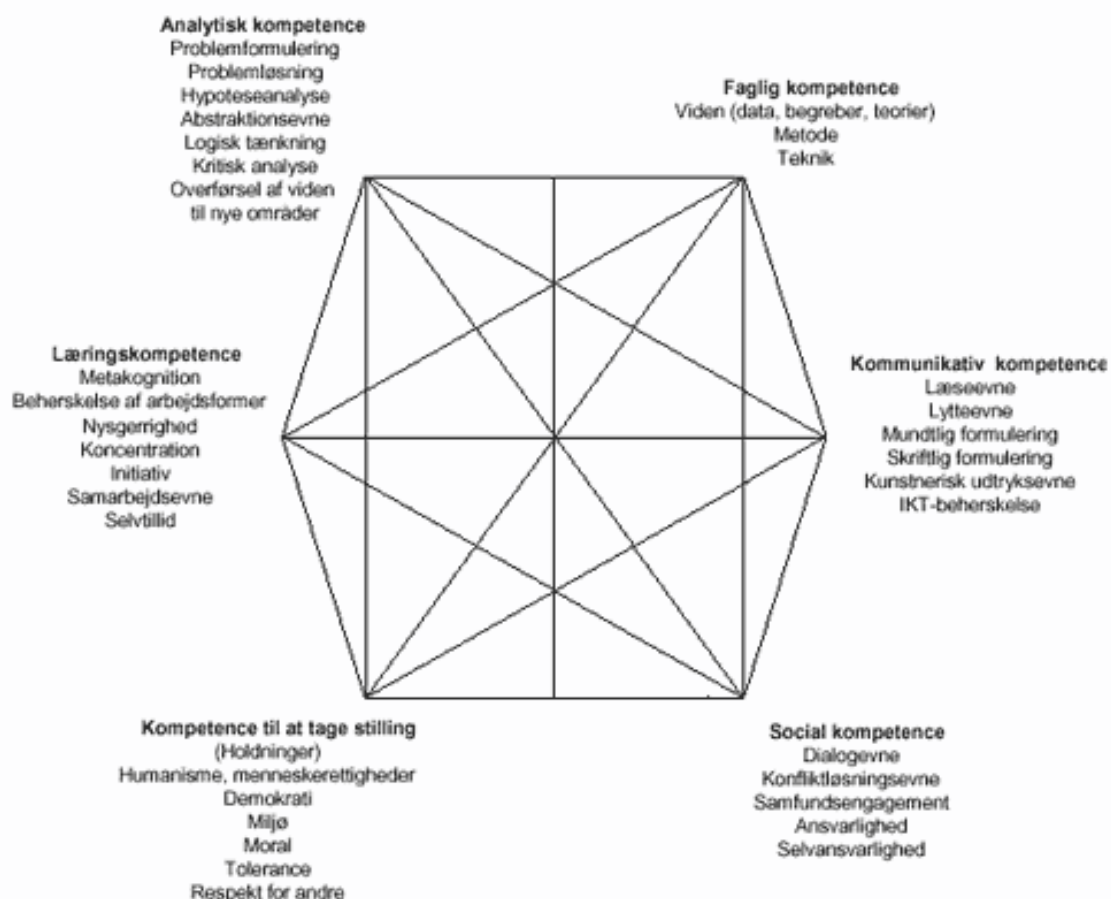 Analytisk kompetence
Problemformulering
Problemløsning
Hypoteseanalyse
Abstraktionsevne
Logisk tænkning
Kritisk analyse
Overførsel af viden
til nye områder
Faglig kompetence
Viden (data, begreber, teorier)
Metode
Teknik
Læringskompetence
Metakognition
Beherskelse af arbejdsformer
Nysgerrighed
Koncentration
Initiativ
Samarbejdsevne
Selvtillid
Kommunikativ kompetence
Læseevne
Lytteevne
Mundtlig formulering
Skriftlig formulering
Kunstnerisk udtryksevne
IKT-beherskelse
Kompetence til at tage stilling
(Holdninger)
Humanisme, menneskerettigheder
Demokrati
Miljø
Moral
Tolerance
Respekt for andre
Social kompetence
Dialogevne
Konfliktløsningsevne
Samfundsengagement
Ansvarlighed
Selvansvarlighed